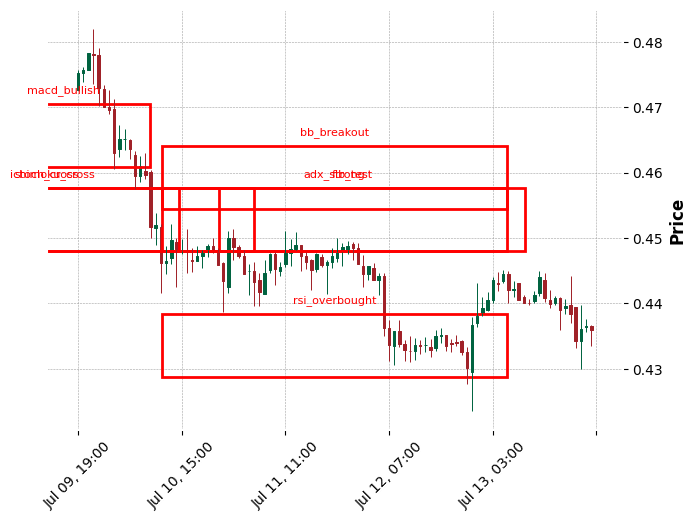 0.48
macd_bullish
0.47
bb_breakout
0.46
adx_strong
0.45
Price
rsi_overbought
0.44
0.43
Jul 09, 19:00
Jul 10, 15:00
Jul 11, 11:00
Jul 12, 07:00
Jul 13, 03:00